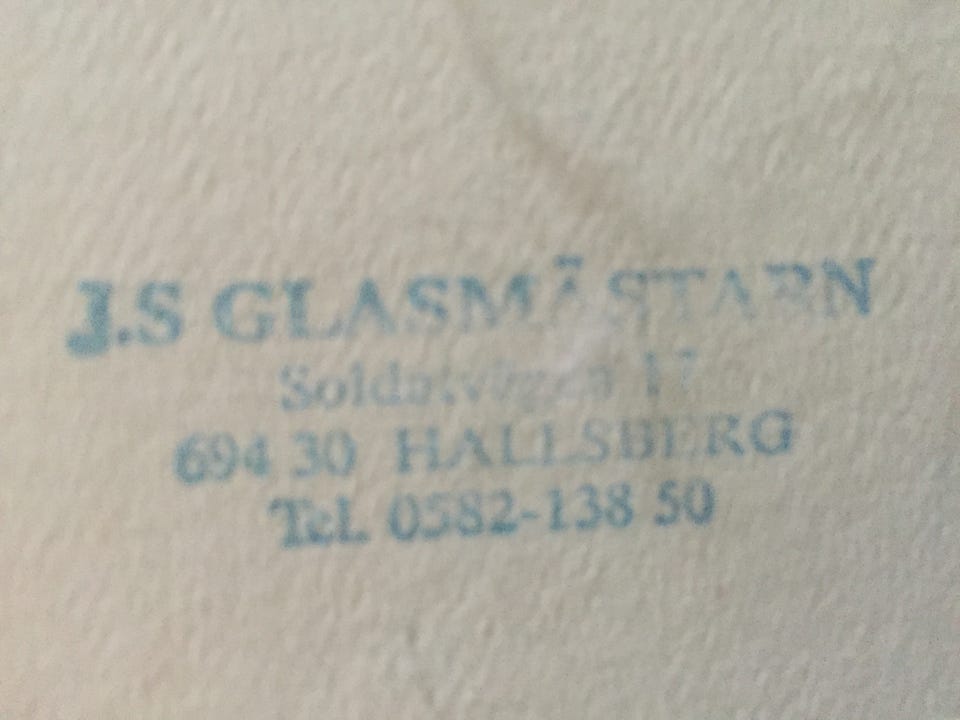 J.S GLASMÄSTARN
Soldatvägen 17
694 30 HALLSBERG
Tel. 0582-138 50